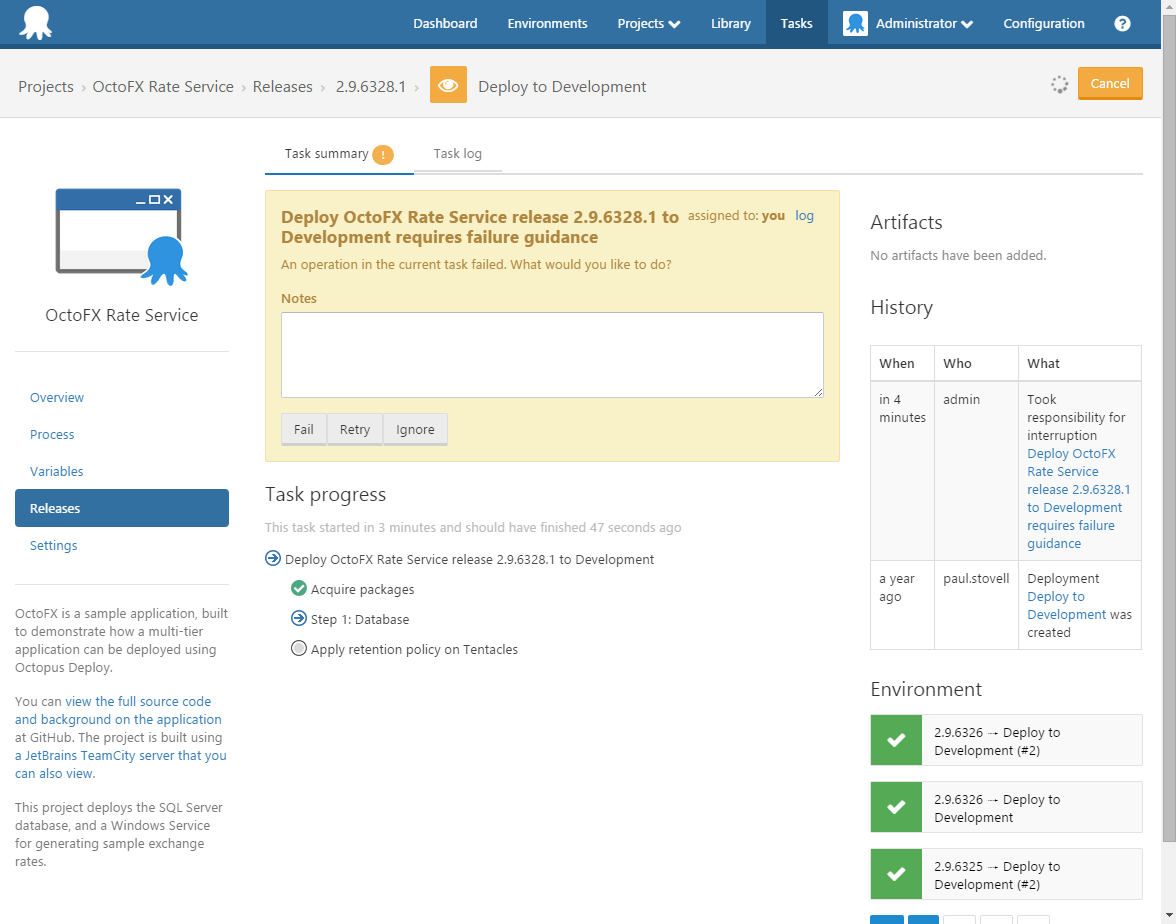 Dashboard
Environments
Projects
Library
Tasks
Administrator
Configuration
?
Projects › OctoFX Rate Service › Releases › 2.9.6328.1 ›
Deploy to Development
Cancel
OctoFX Rate Service
Overview
Process
Variables
Releases
Settings
OctoFX is a sample application, built
to demonstrate how a multi-tier
application can be deployed using
Octopus Deploy.
You can view the full source code
and background on the application
at GitHub. The project is built using
a JetBrains TeamCity server that you
can also view.
This project deploys the SQL Server
database, and a Windows Service
for generating sample exchange
rates.
Task summary !
Task log
Deploy OctoFX Rate Service release 2.9.6328.1 to
Development requires failure guidance
assigned to: you log
An operation in the current task failed. What would you like to do?
Notes
Fail
Retry
Ignore
Task progress
This task started in 3 minutes and should have finished 47 seconds ago
Deploy OctoFX Rate Service release 2.9.6328.1 to Development
Acquire packages
Step 1: Database
Apply retention policy on Tentacles
Artifacts
No artifacts have been added.
History
When
Who
What
in 4
minutes
admin
Took
responsibility for
interruption
Deploy OctoFX
Rate Service
release 2.9.6328.1
to Development
requires failure
guidance
a year
ago
paul.stovell
Deployment
Deploy to
Development was
created
Environment
2.9.6326 → Deploy to
Development (#2)
2.9.6326 → Deploy to
Development
2.9.6325 → Deploy to
Development (#2)